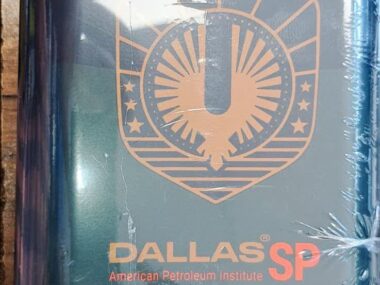 U
DALLAS® SP
American Petroleum Institute